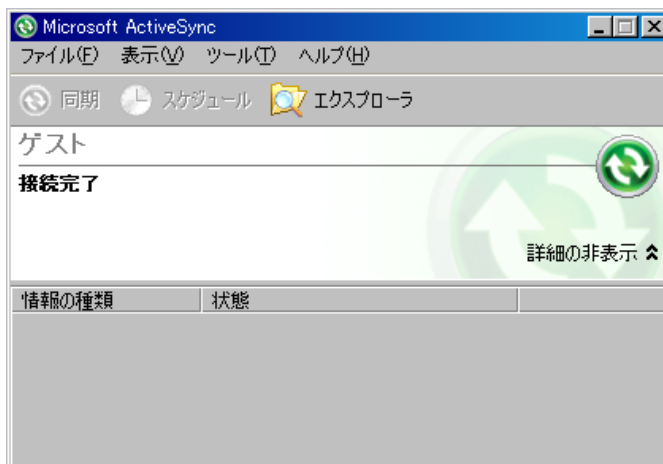 Microsoft ActiveSync
ファイル(F) 表示(V) ツール(T) ヘルプ(H)
同期 スケジュール エクスプローラ
ゲスト
接続完了
詳細の非表示
情報の種類 状態